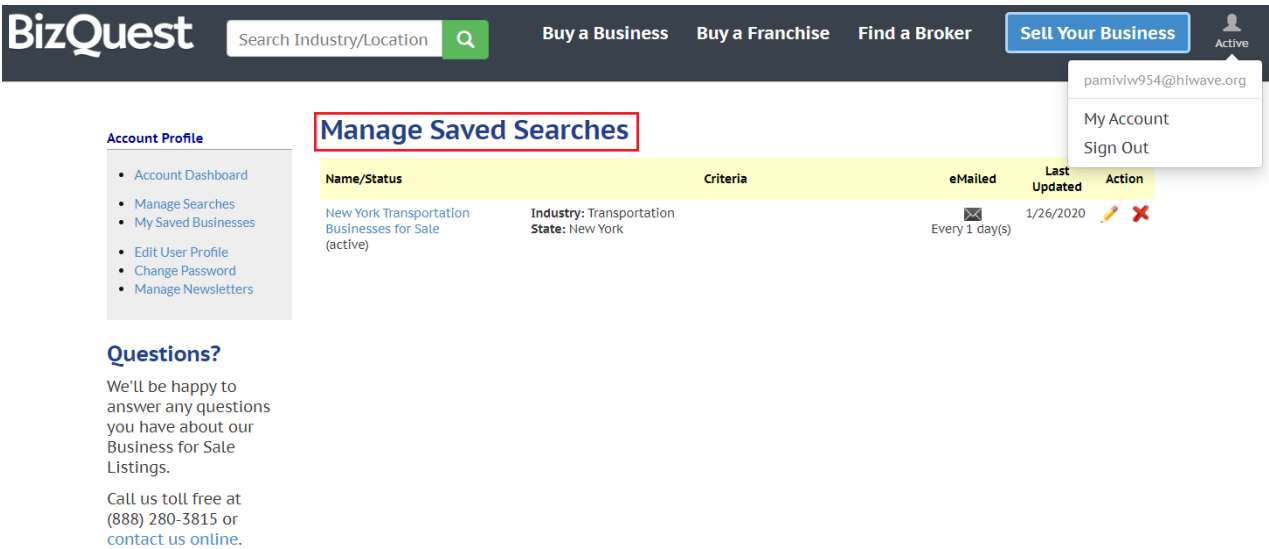 BizQuest
Search Industry/Location
Buy a Business
Buy a Franchise
Find a Broker
Sell Your Business
Active
pamiviw954@hiwave.org
My Account
Sign Out
Account Profile
Account Dashboard
Manage Searches
My Saved Businesses
Edit User Profile
Change Password
Manage Newsletters
Manage Saved Searches
Name/Status Criteria eMailed Last Updated Action
New York Transportation
Businesses for Sale
(active)
Industry: Transportation
State: New York
Every 1 day(s)
1/26/2020
Questions?
We'll be happy to
answer any questions
you have about our
Business for Sale
Listings.
Call us toll free at
(888) 280-3815 or
contact us online.